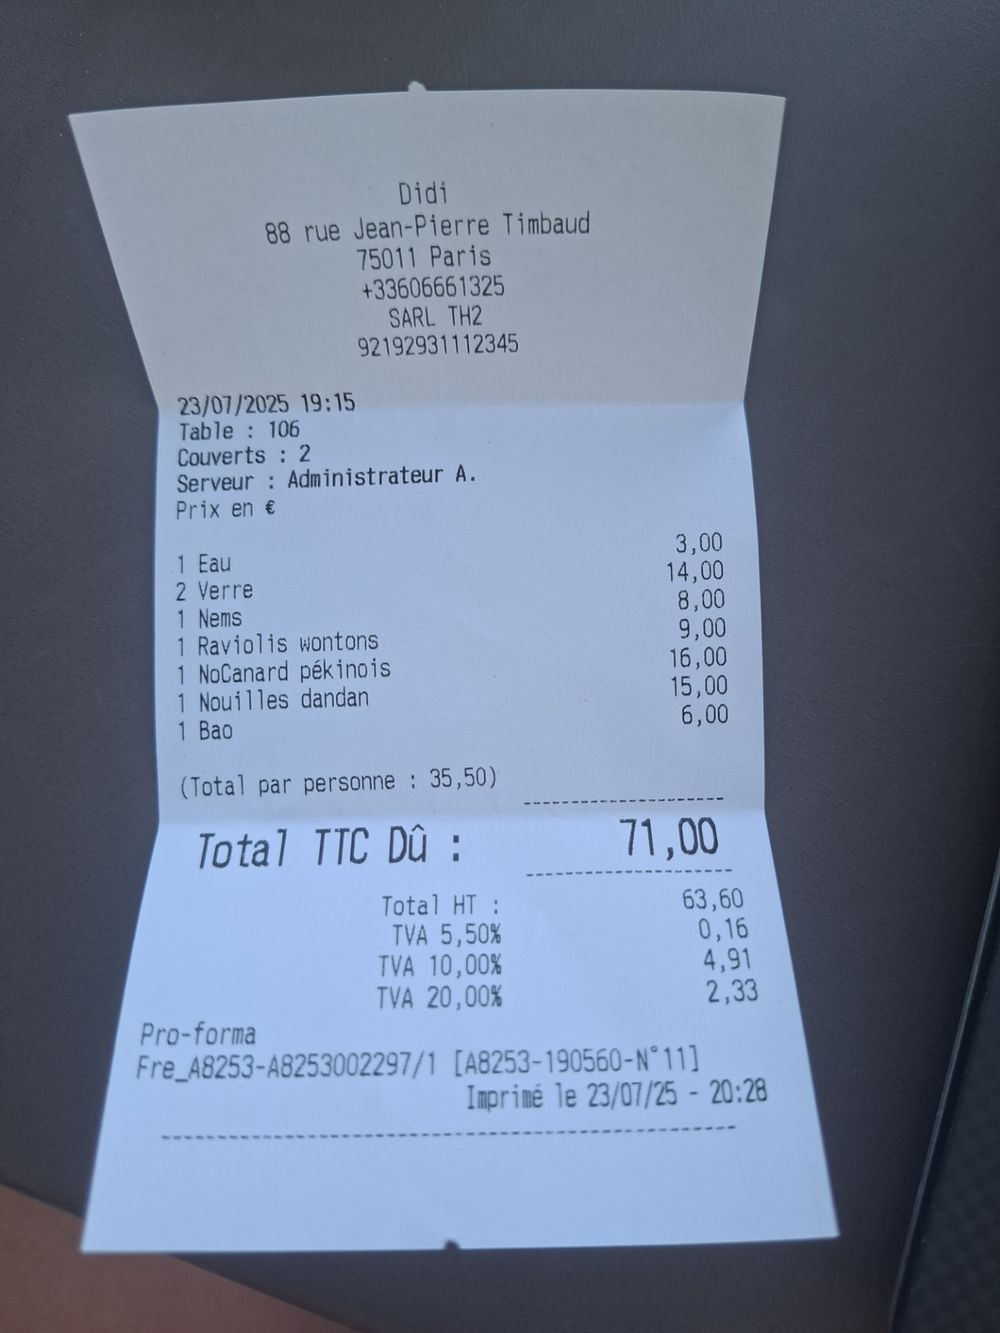 Didi
88 rue Jean-Pierre Timbaud
75011 Paris
+33606661325
SARL TH2
92192931112345
23/07/2025 19:15
Table : 106
Couverts : 2
Serveur : Administrateur A.
Prix en €
1 Eau 3,00
2 Verre 14,00
1 Nems 8,00
1 Raviolis wontons 9,00
1 NoCanard pékinois 16,00
1 Nouilles dandan 15,00
1 Bao 6,00
(Total par personne : 35,50)
Total TTC Dû : 71,00
Total HT : 63,60
TVA 5,50% 0,16
TVA 10,00% 4,91
TVA 20,00% 2,33
Pro-forma
Fre_A8253-A8253002297/1 [A8253-190560-N°11]
Imprimé le 23/07/25 - 20:28